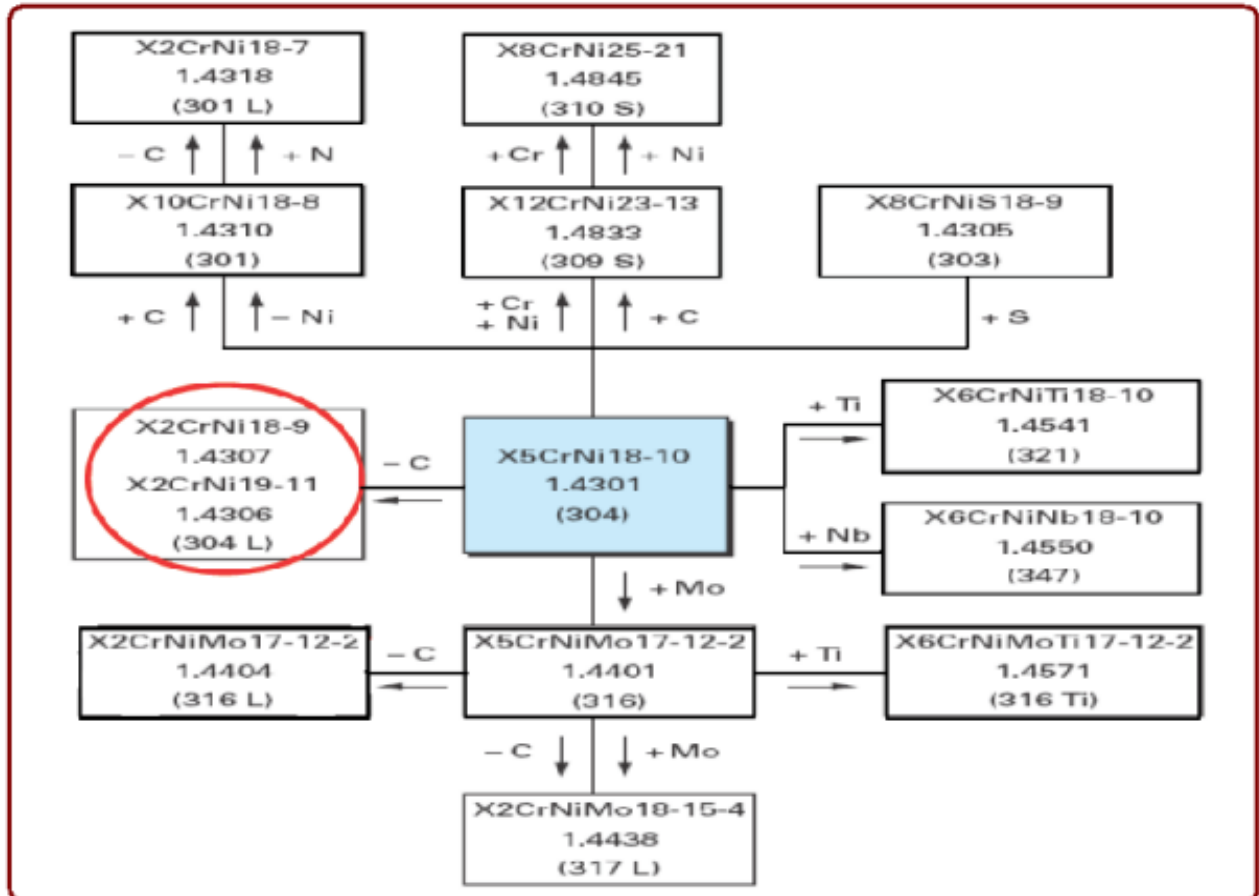 X2CrNi18-7
1.4318
(301 L)
X8CrNi25-21
1.4845
(310 S)
– C
+ N
+Cr
+ Ni
X10CrNi18-8
1.4310
(301)
X12CrNi23-13
1.4833
(309 S)
X8CrNiS18-9
1.4305
(303)
+ C
– Ni
+ Cr
+ Ni
+ C
+ S
X2CrNi18-9
1.4307
X2CrNi19-11
1.4306
(304 L)
– C
X5CrNi18-10
1.4301
(304)
+ Ti
X6CrNiTi18-10
1.4541
(321)
+ Nb
X6CrNiNb18-10
1.4550
(347)
+ Mo
X2CrNiMo17-12-2
1.4404
(316 L)
– C
X5CrNiMo17-12-2
1.4401
(316)
+ Ti
X6CrNiMoTi17-12-2
1.4571
(316 Ti)
– C
+ Mo
X2CrNiMo18-15-4
1.4438
(317 L)